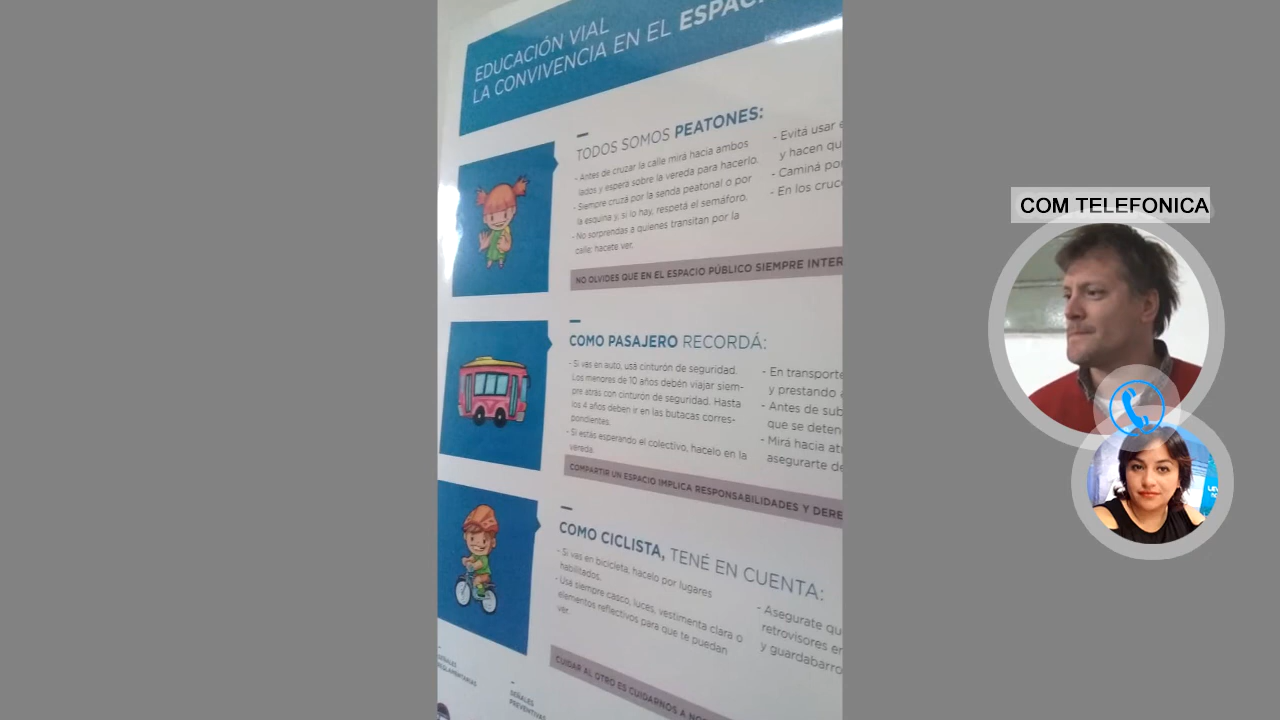 EDUCACIÓN VIAL
LA CONVIVENCIA EN EL
TODOS SOMOS PEATONES:
- Antes de cruzar la calle mirá hacia ambos
lados y esperá sobre la vereda para hacerlo.
- Siempre cruzá por la senda peatonal o por
la esquina y, si lo hay, respetá el semáforo.
- No sorprendas a quienes transitan por la
calle; hacete ver.
- Evitá usar
y hacen
- Caminá
- En los
NO OLVIDES QUE EN EL ESPACIO PÚBLICO SIEMPRE
COMO PASAJERO RECORDÁ:
- Si vas en auto, usá cinturón de seguridad.
Los menores de 10 años debén viajar siem-
pre atrás con cinturon de seguridad. Hasta
los 4 años deben ir en las butacas corres-
pondientes.
- Si estás esperando el colectivo, hacelo en la
vereda.
- En transporte
y prestando
- Antes de
que se
- Mirá hacia
asegurarte
COMPARTIR UN ESPACIO IMPLICA RESPONSABILIDADES Y
COMO CICLISTA, TENÉ EN CUENTA:
- Si vas en bicicleta, hacelo por lugares
habilitados.
- Usá siempre casco, luces, vestimenta clara o
elementos reflectivos para que te puedan
ver.
- Asegurate
retrovisores
y
CUIDAR AL OTRO ES CUIDARNOS A
SEÑALES
REGLAMENTARIAS
SEÑALES
PREVENTIVAS
COM TELEFONICA